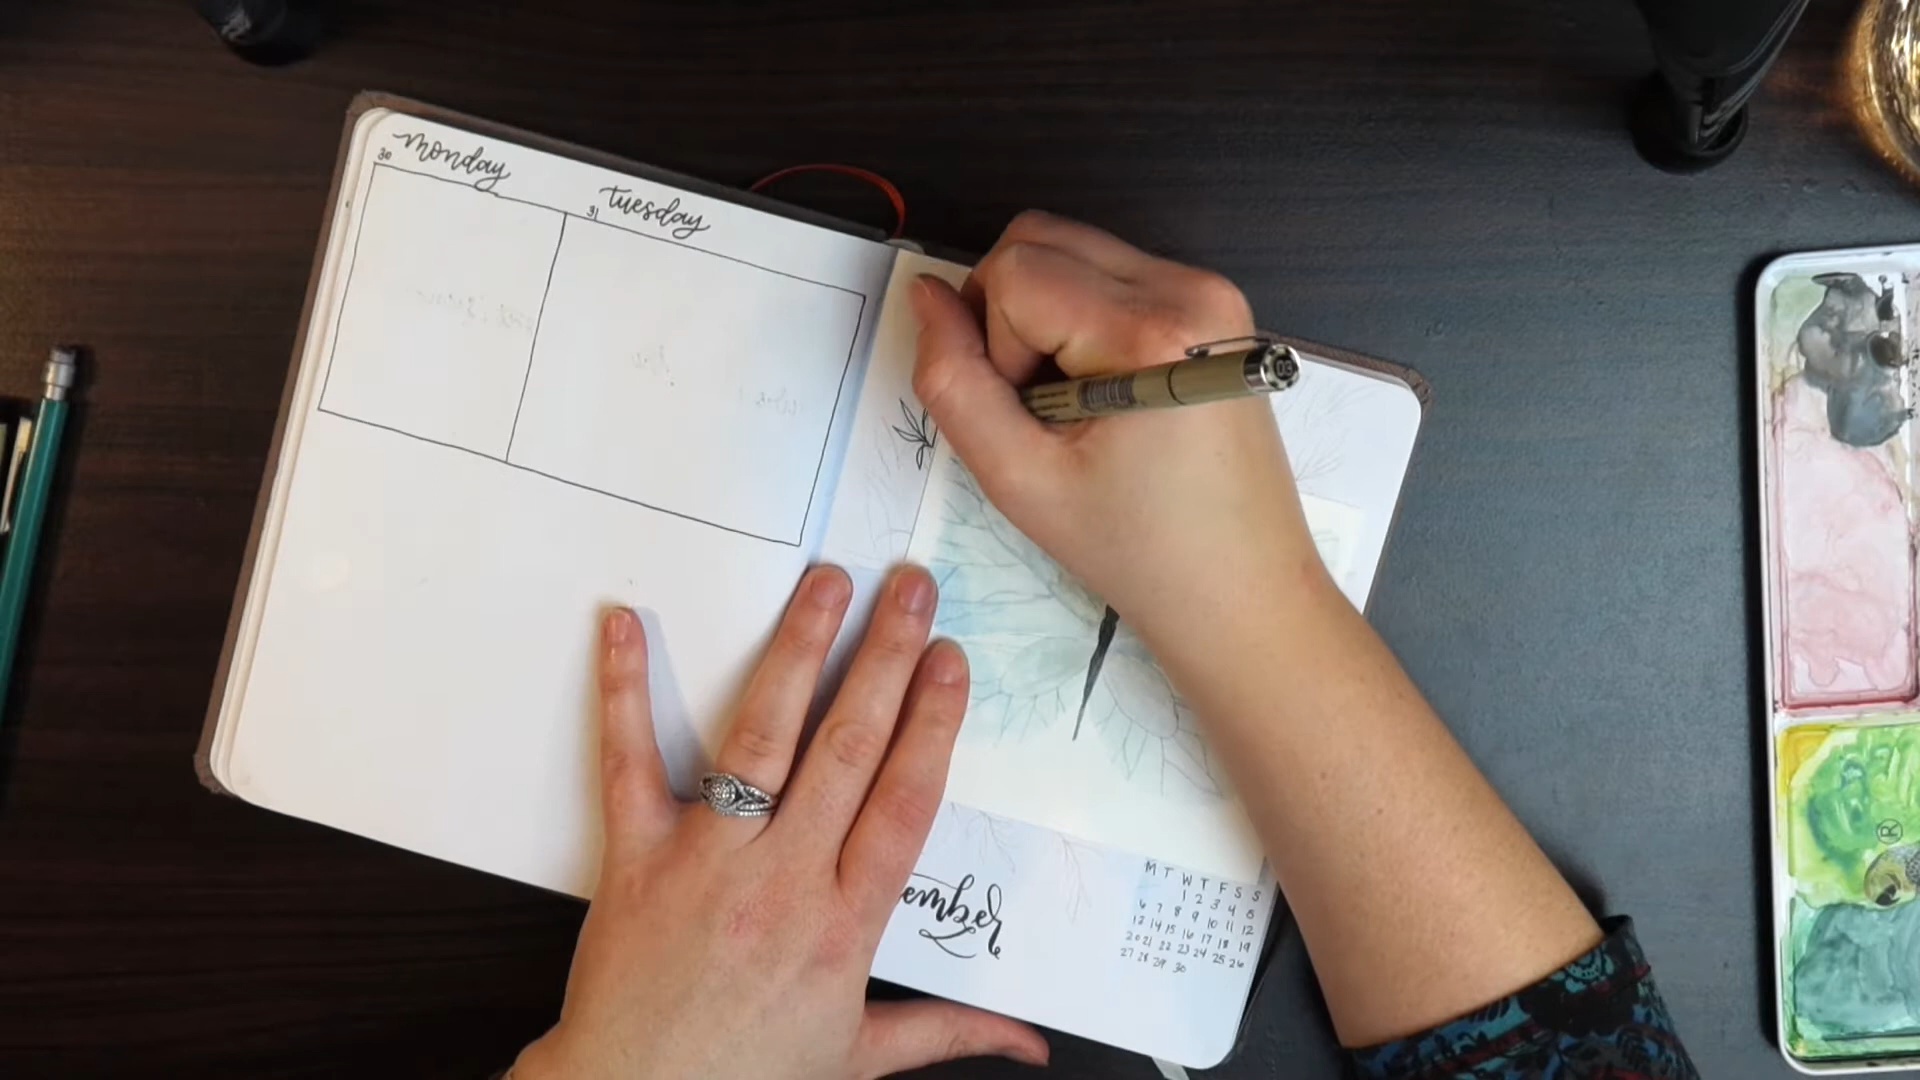 monday
30
tuesday
31
ember
M T W T F S S
1 2 3 4 5
6 7 8 9 10 11 12
13 14 15 16 17 18 19
20 21 22 23 24 25 26
27 28 29 30
03
R